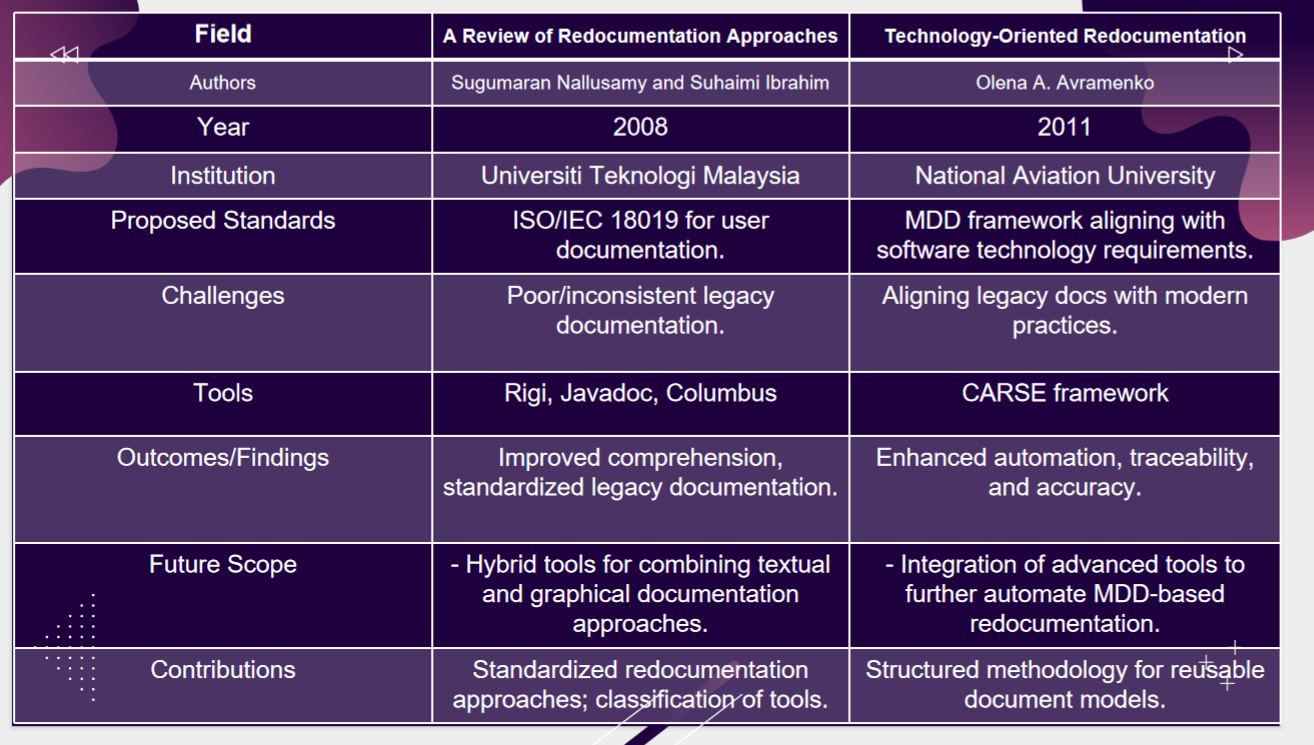 Field
A Review of Redocumentation Approaches
Technology-Oriented Redocumentation
Authors
Sugumaran Nallusamy and Suhaimi Ibrahim
Olena A. Avramenko
Year
2008
2011
Institution
Universiti Teknologi Malaysia
National Aviation University
Proposed Standards
ISO/IEC 18019 for user
documentation.
MDD framework aligning with
software technology requirements.
Challenges
Poor/inconsistent legacy
documentation.
Aligning legacy docs with modern
practices.
Tools
Rigi, Javadoc, Columbus
CARSE framework
Outcomes/Findings
Improved comprehension,
standardized legacy documentation.
Enhanced automation, traceability,
and accuracy.
Future Scope
- Hybrid tools for combining textual
and graphical documentation
approaches.
- Integration of advanced tools to
further automate MDD-based
redocumentation.
Contributions
Standardized redocumentation
approaches; classification of tools.
Structured methodology for reusable
document models.